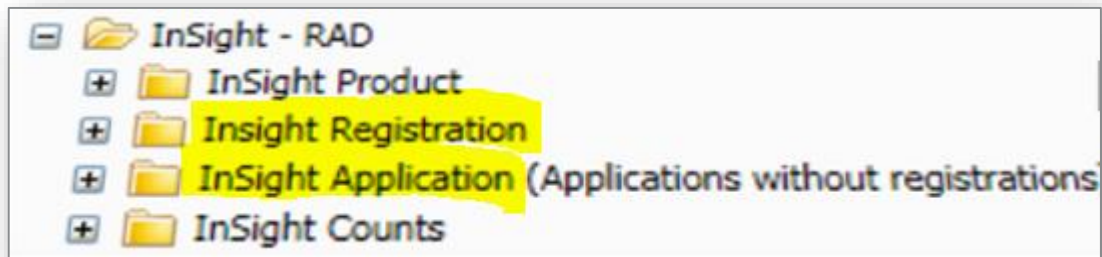 InSight - RAD
InSight Product
Insight Registration
InSight Application (Applications without registrations)
InSight Counts